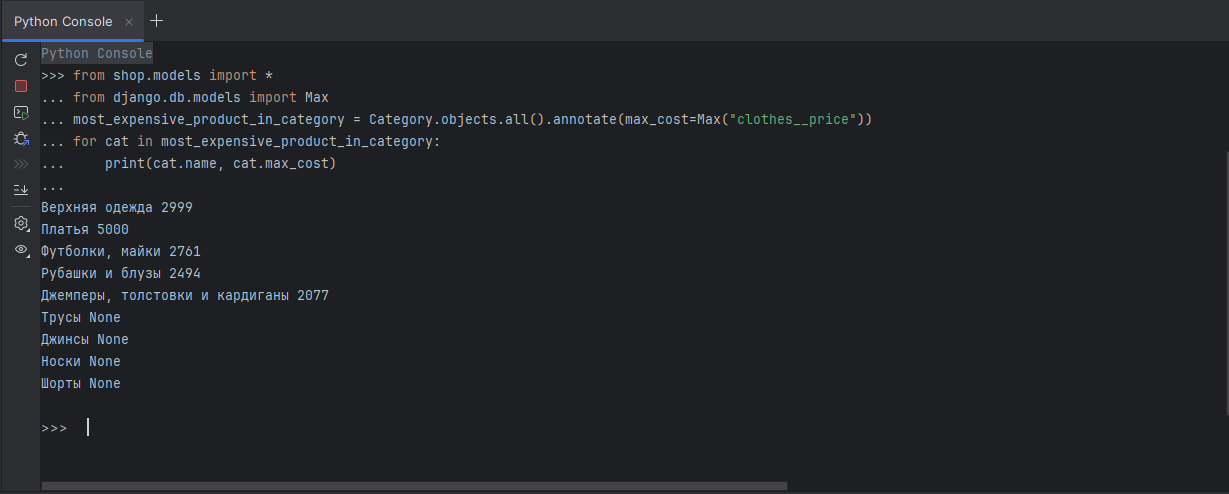 Python Console
Python Console
>>> from shop.models import *
... from django.db.models import Max
... most_expensive_product_in_category = Category.objects.all().annotate(max_cost=Max("clothes__price"))
... for cat in most_expensive_product_in_category:
...     print(cat.name, cat.max_cost)
...
Верхняя одежда 2999
Платья 5000
Футболки, майки 2761
Рубашки и блузы 2494
Джемперы, толстовки и кардиганы 2077
Трусы None
Джинсы None
Носки None
Шорты None
>>>